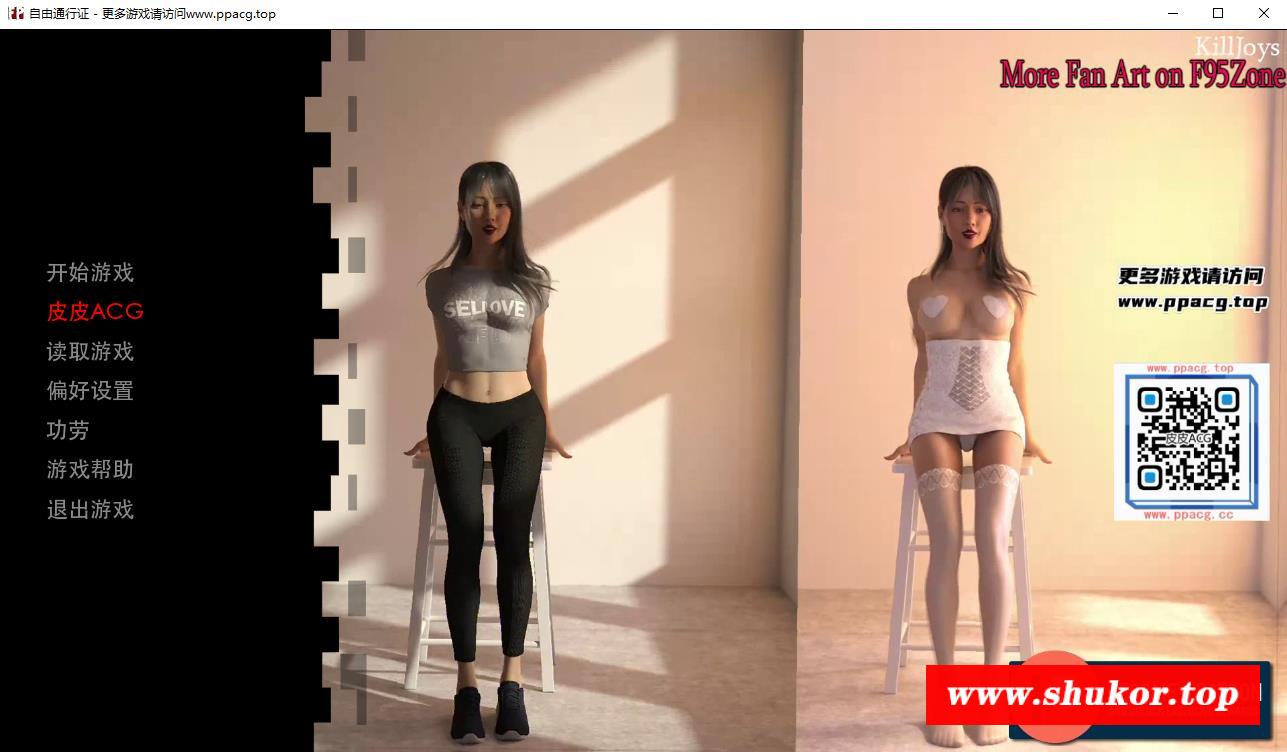 自由通行证 - 更多游戏请访问www.ppacg.top
KillJoys
More Fan Art on F95Zone
开始游戏
皮皮ACG
读取游戏
偏好设置
功劳
游戏帮助
退出游戏
SELLOVE
更多游戏请访问
www.ppacg.top
www.ppacg.top
皮皮ACG
www.ppacg.cc
www.shukor.top